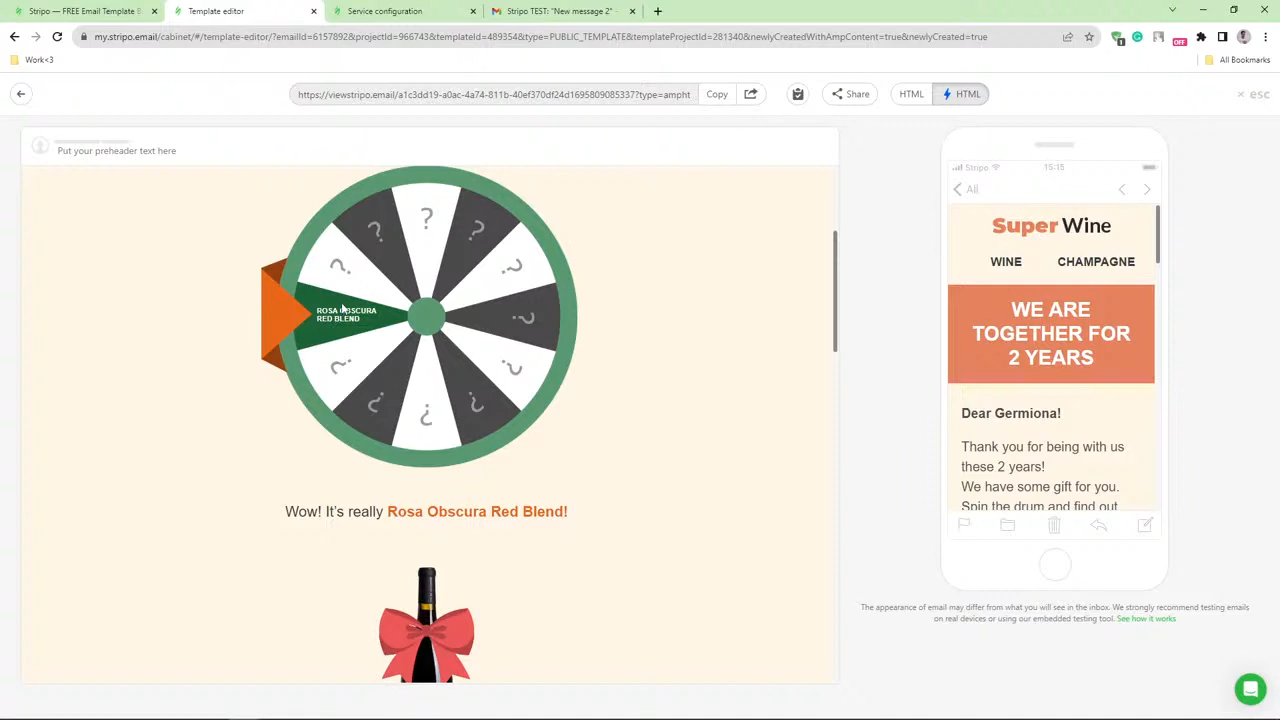 Stripo — FREE Email Template B
Template editor
Service configuration
Stripo TEST: "New message 2" -
my.stripo.email/cabinet/#/template-editor/?emailId=6157892&projectId=966743&templateId=489354&type=PUBLIC_TEMPLATE&templateProjectId=281340&newlyCreatedWithAmpContent=true&newlyCreated=true
1
OFF
Work<3
All Bookmarks
https://viewstripo.email/a1c3dd19-a0ac-4a74-811b-40ef370df24d1695809085337?type=ampht
Copy
Share
HTML
HTML
× esc
Put your preheader text here
?
?
?
?
?
?
?
?
?
?
?
ROSA OBSCURA
RED BLEND
Wow! It's really Rosa Obscura Red Blend!
Stripo
15:15
All
Super Wine
WINE
CHAMPAGNE
WE ARE
TOGETHER FOR
2 YEARS
Dear Germiona!
Thank you for being with us
these 2 years!
We have some gift for you.
Spin the drum and find out
The appearance of email may differ from what you will see in the inbox. We strongly recommend testing emails
on real devices or using our embedded testing tool. See how it works